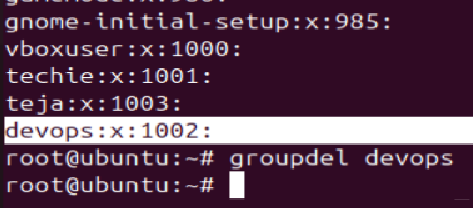 gnome-initial-setup:x:985:
vboxuser:x:1000:
techie:x:1001:
teja:x:1003:
devops:x:1002:
root@ubuntu:~# groupdel devops
root@ubuntu:~#